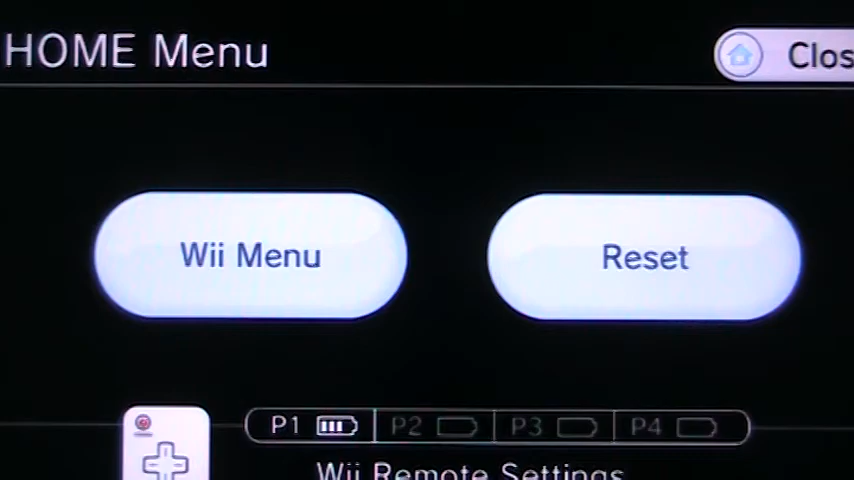 HOME Menu
Clos
Wii Menu
Reset
P1 P2 P3 P4
Wii Remote Settings